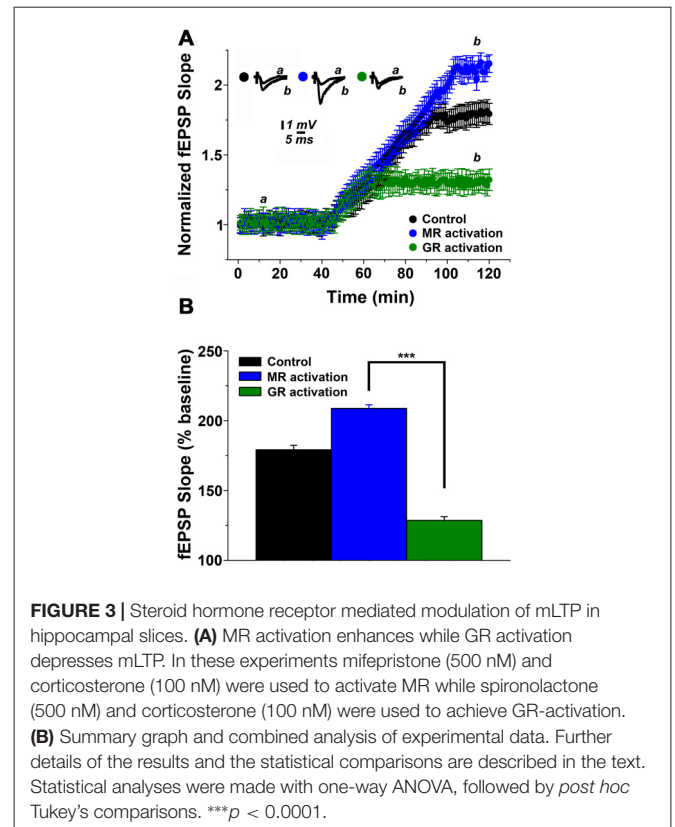 A
Normalized fEPSP Slope
2
1.5
1
a
b
a
b
a
b
1 mV
5 ms
a
b
b
Control
MR activation
GR activation
0 20 40 60 80 100 120
Time (min)
B
fEPSP Slope (% baseline)
250
200
150
100
Control
MR activation
GR activation
***
FIGURE 3 | Steroid hormone receptor mediated modulation of mLTP in
hippocampal slices. (A) MR activation enhances while GR activation
depresses mLTP. In these experiments mifepristone (500 nM) and
corticosterone (100 nM) were used to activate MR while spironolactone
(500 nM) and corticosterone (100 nM) were used to achieve GR-activation.
(B) Summary graph and combined analysis of experimental data. Further
details of the results and the statistical comparisons are described in the text.
Statistical analyses were made with one-way ANOVA, followed by post hoc
Tukey's comparisons. ***p < 0.0001.